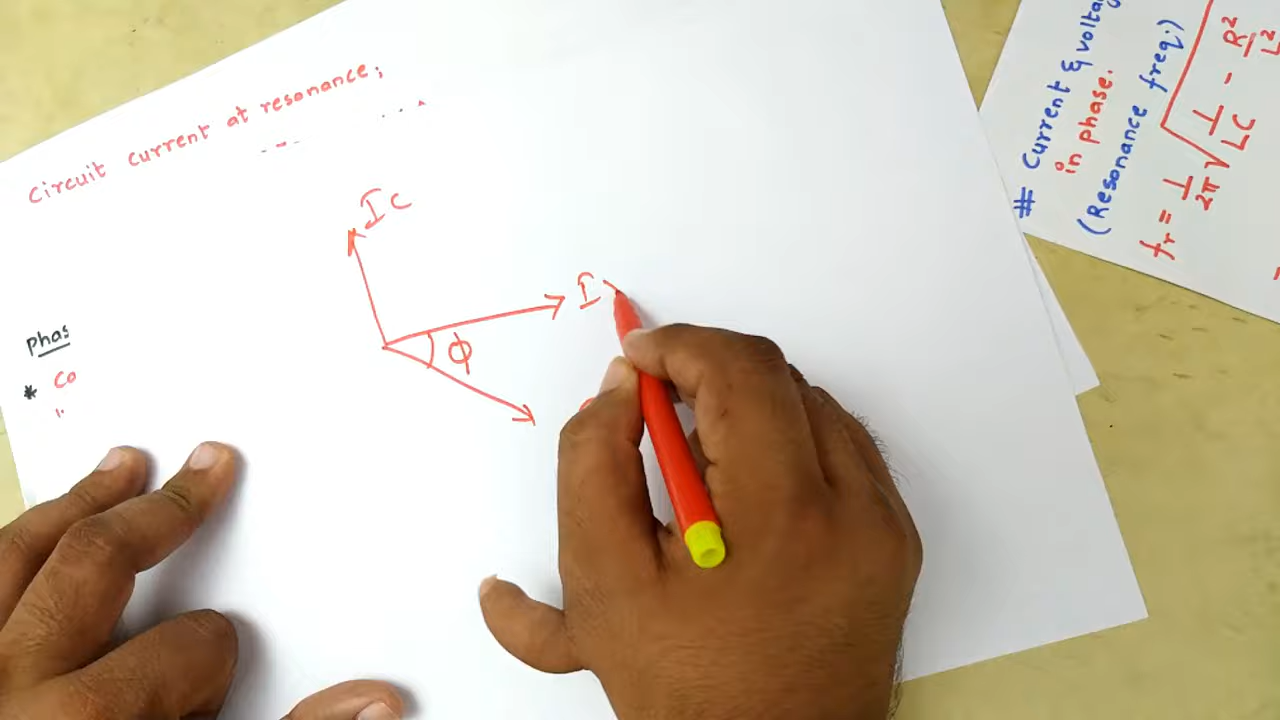 Circuit current at resonance;
IC
I
ϕ
phas
* Co
# Current & volta
in phase.
(Resonance freq;)
fr = 1/2π √ 1/LC - R²/L²